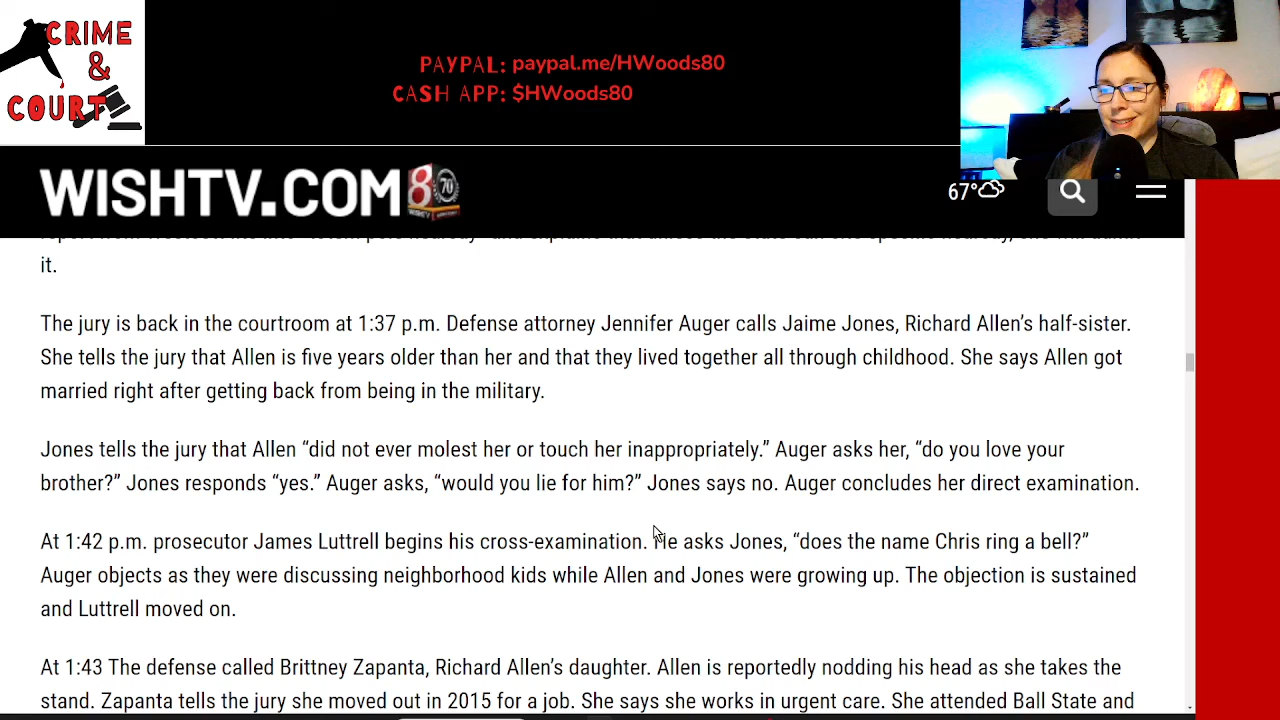 CRIME
&
COURT
PAYPAL: paypal.me/HWoods80
CASH APP: $HWoods80
WISHTV.COM 8 70
67°
it.
The jury is back in the courtroom at 1:37 p.m. Defense attorney Jennifer Auger calls Jaime Jones, Richard Allen’s half-sister.
She tells the jury that Allen is five years older than her and that they lived together all through childhood. She says Allen got
married right after getting back from being in the military.
Jones tells the jury that Allen “did not ever molest her or touch her inappropriately.” Auger asks her, “do you love your
brother?” Jones responds “yes.” Auger asks, “would you lie for him?” Jones says no. Auger concludes her direct examination.
At 1:42 p.m. prosecutor James Luttrell begins his cross-examination. He asks Jones, “does the name Chris ring a bell?”
Auger objects as they were discussing neighborhood kids while Allen and Jones were growing up. The objection is sustained
and Luttrell moved on.
At 1:43 The defense called Brittney Zapanta, Richard Allen’s daughter. Allen is reportedly nodding his head as she takes the
stand. Zapanta tells the jury she moved out in 2015 for a job. She says she works in urgent care. She attended Ball State and